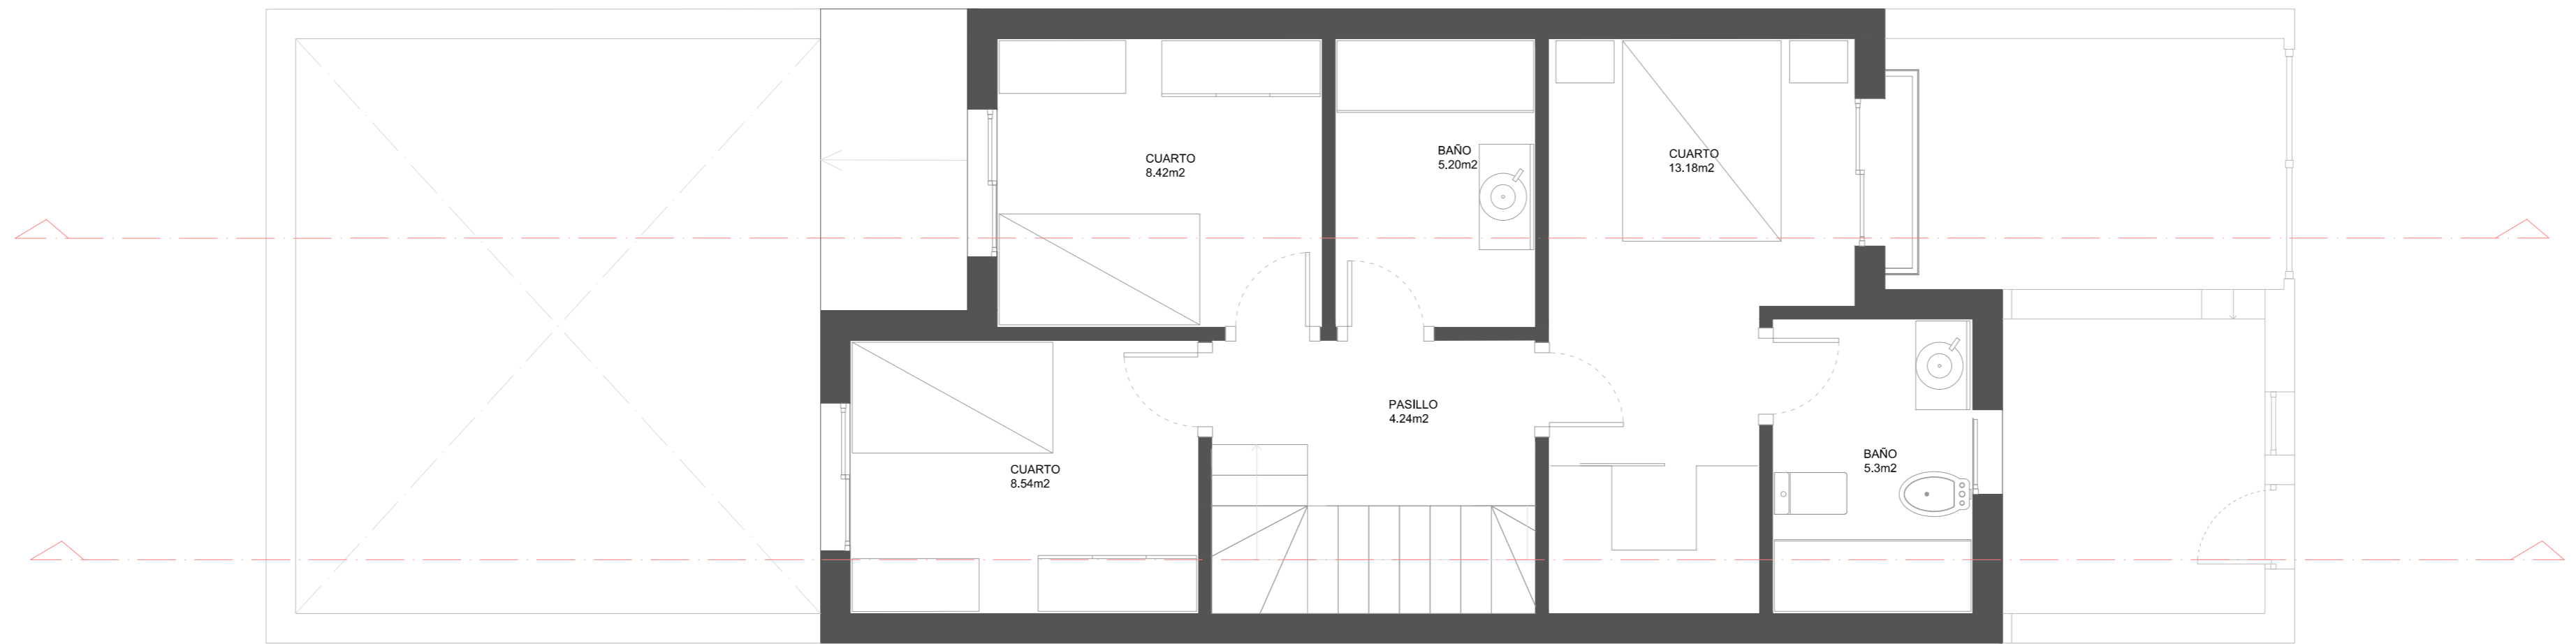 CUARTO
8.42m2
BAÑO
5.20m2
CUARTO
13.18m2
PASILLO
4.24m2
CUARTO
8.54m2
BAÑO
5.3m2